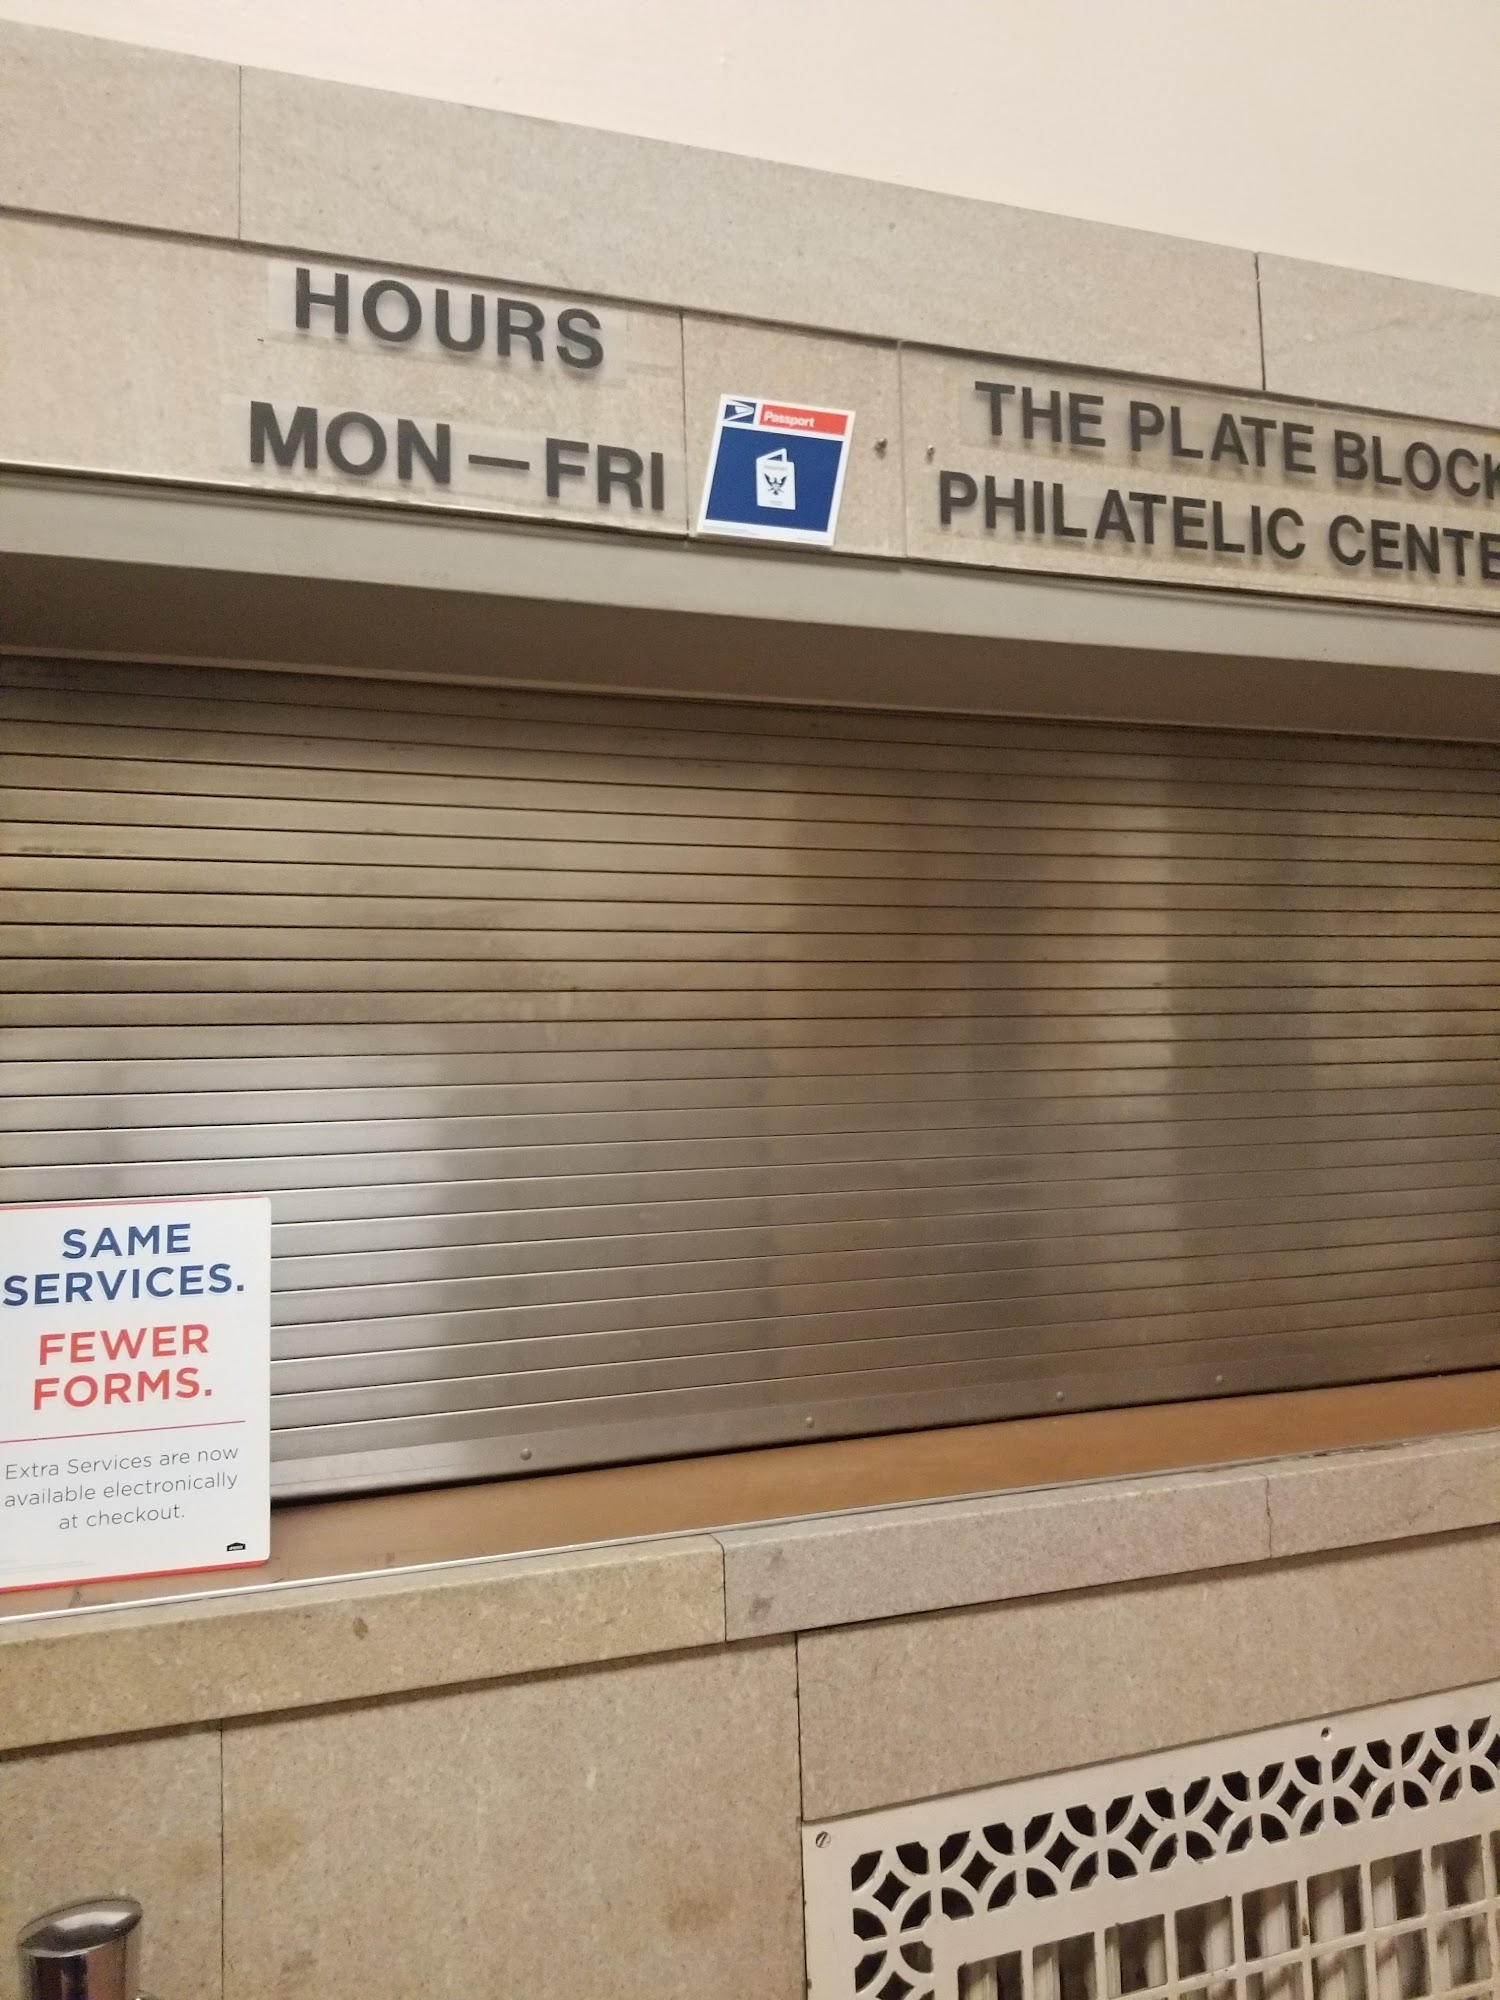 HOURS
MON—FRI
Passport
THE PLATE BLOCK
PHILATELIC CENTE
SAME
SERVICES.
FEWER
FORMS.
Extra Services are now
available electronically
at checkout.